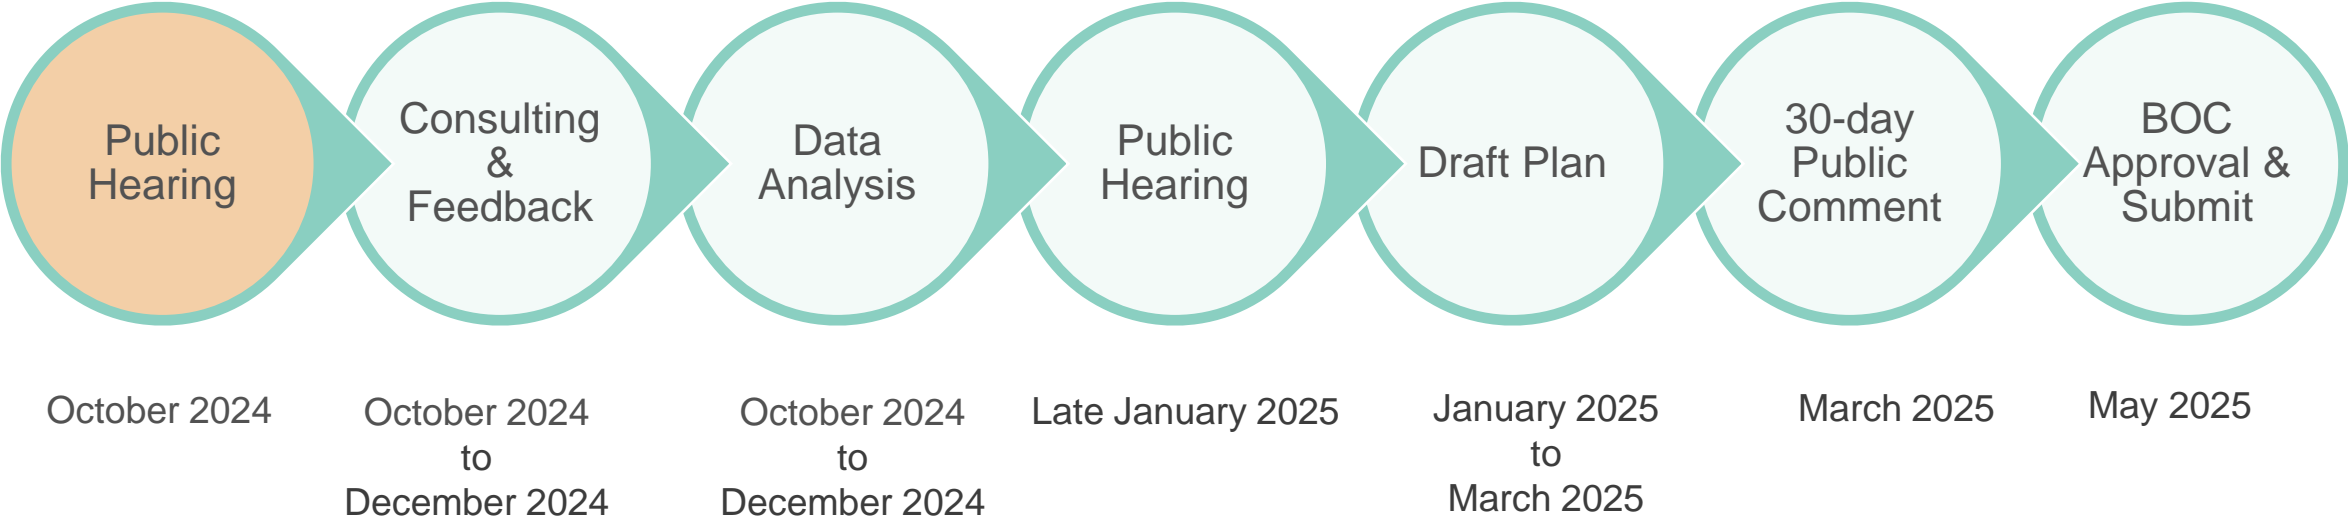 Public
Hearing
Consulting
&
Feedback
Data
Analysis
Public
Hearing
Draft Plan
30-day
Public
Comment
BOC
Approval &
Submit
October 2024
October 2024
to
December 2024
October 2024
to
December 2024
Late January 2025
January 2025
to
March 2025
March 2025
May 2025